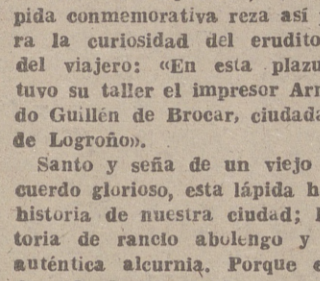 pida conmemorativa reza así
ra la curiosidad del erudito
del viajero: «En esta plazu
tuvo su taller el impresor Arn
do Guillén de Brocar, ciudada
de Logroño».
Santo y seña de un viejo
cuerdo glorioso, esta lápida h
historia de nuestra ciudad;
toria de rancio abolengo y
auténtica alcurnia. Porque e